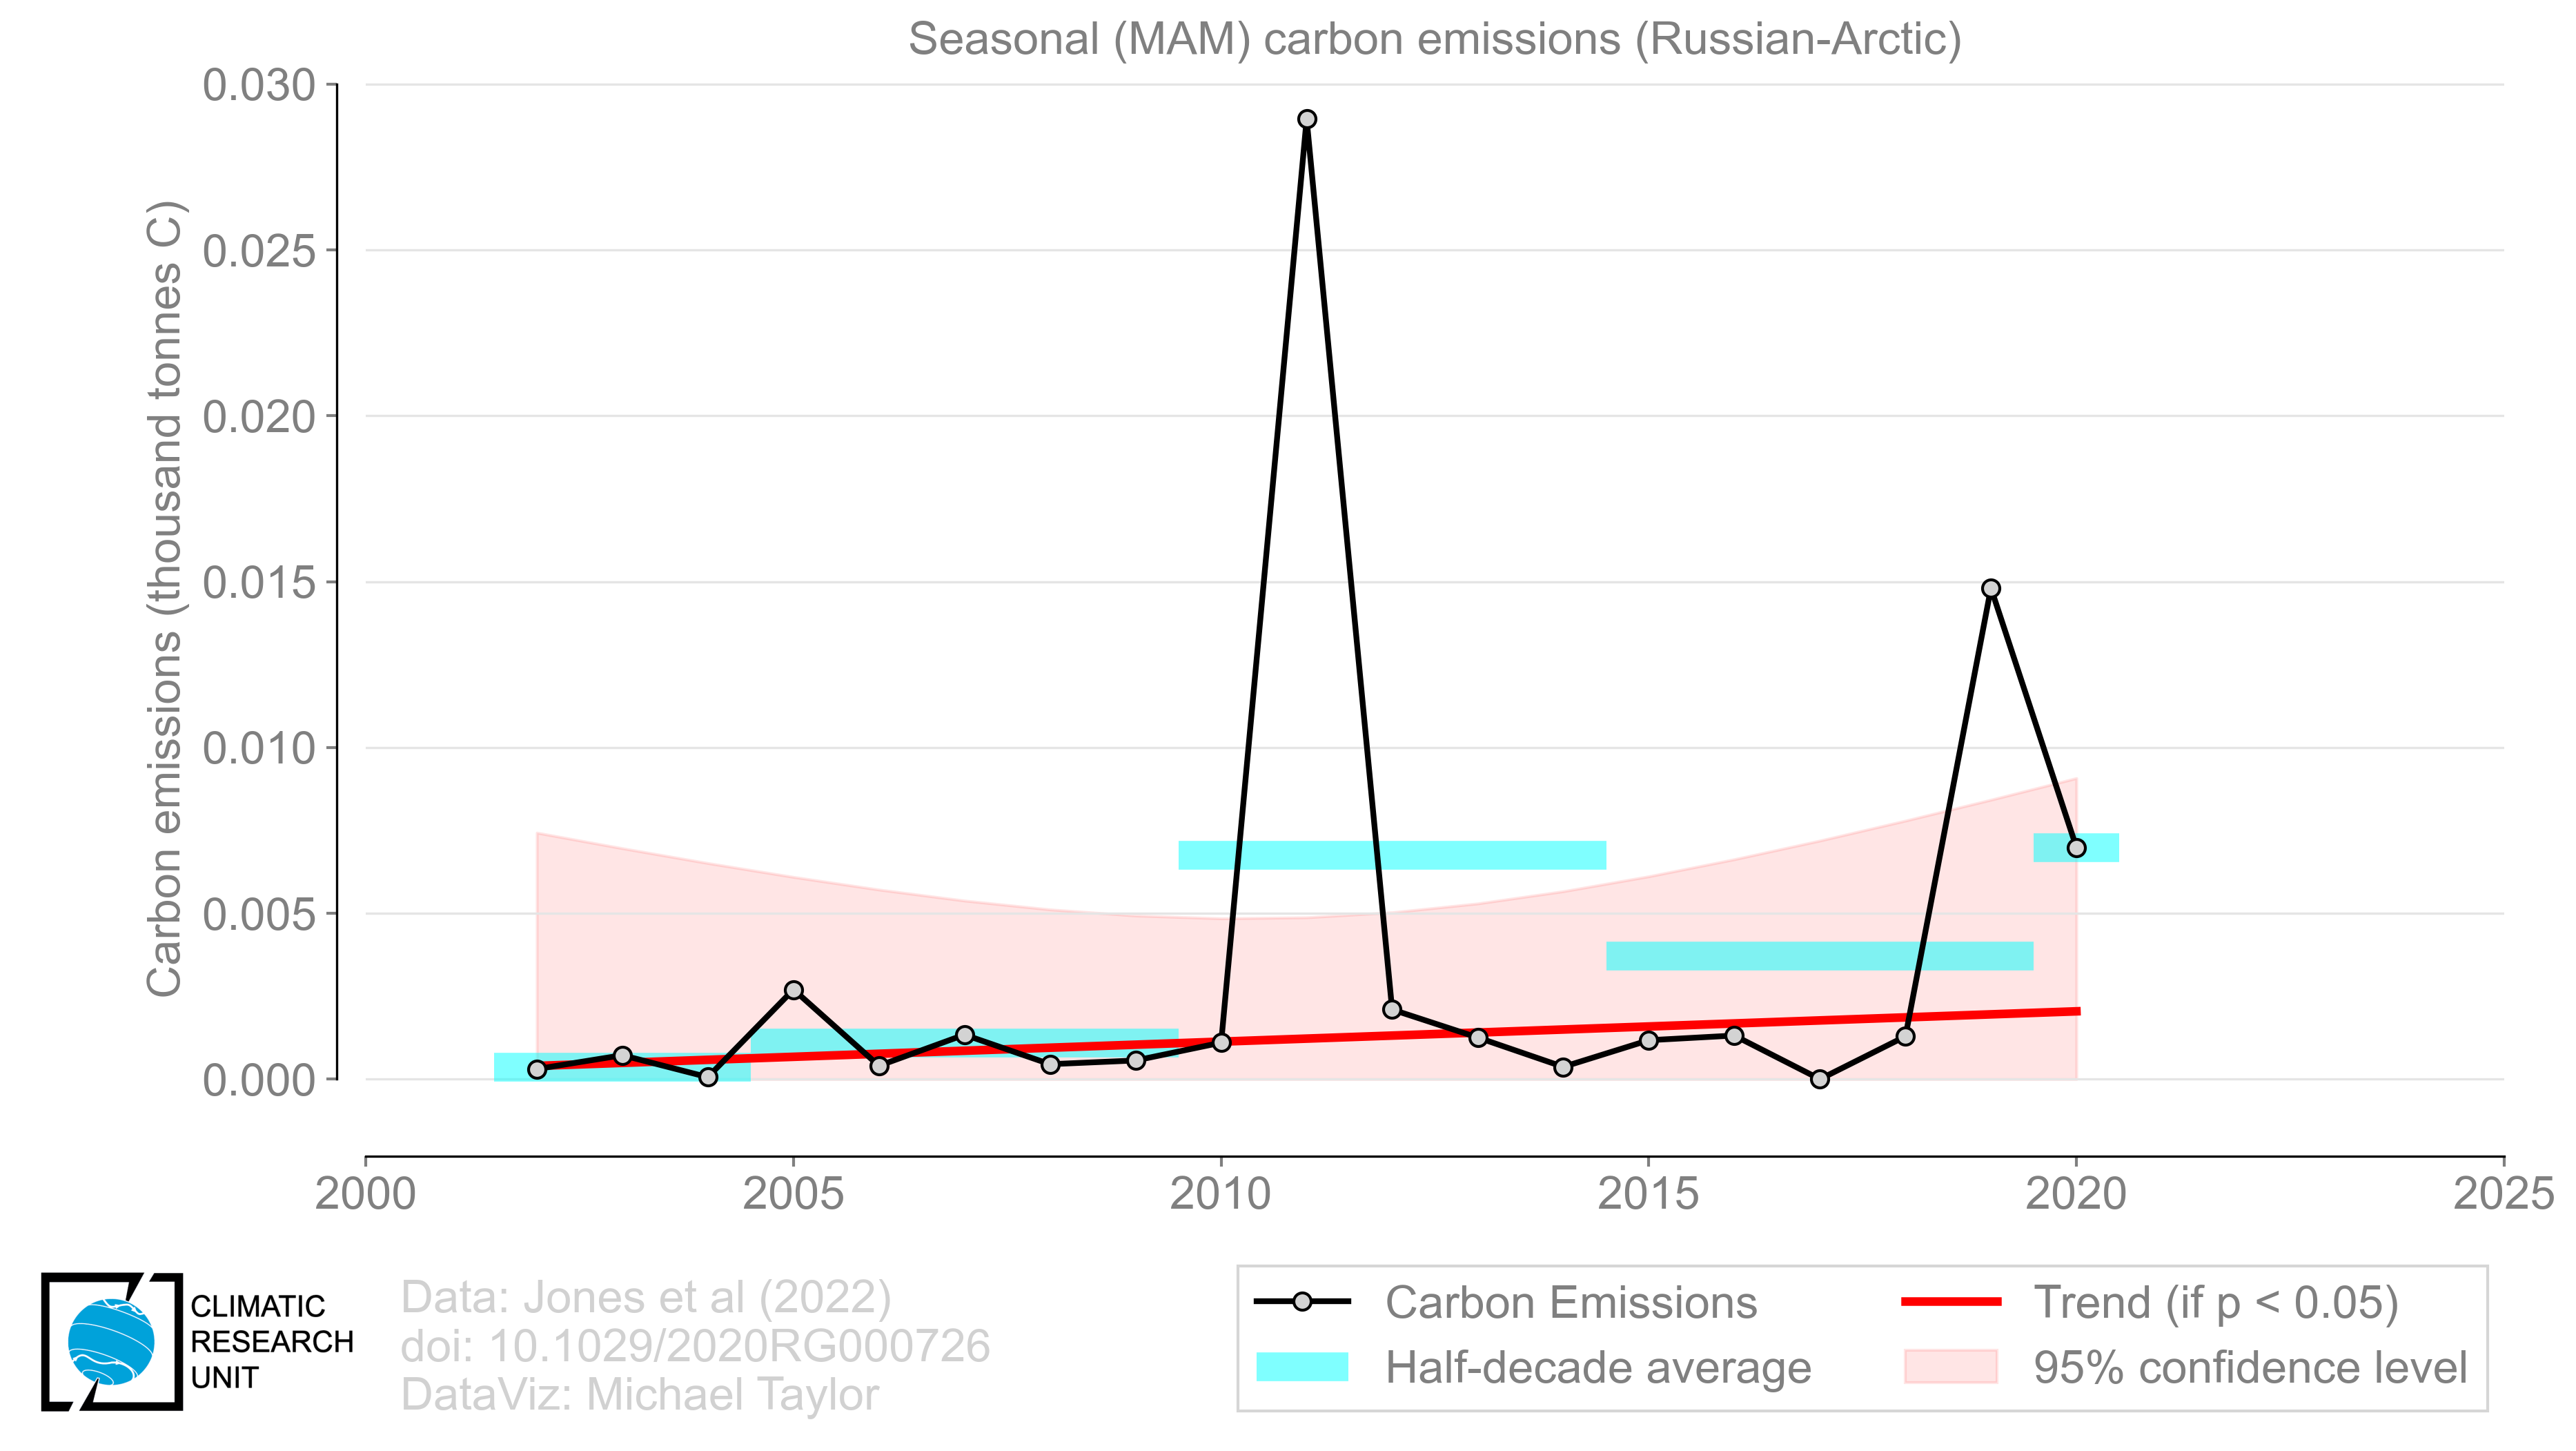 Seasonal (MAM) carbon emissions (Russian-Arctic)
Carbon emissions (thousand tonnes C)
0.030
0.025
0.020
0.015
0.010
0.005
0.000
2000 2005 2010 2015 2020 2025
CLIMATIC
RESEARCH
UNIT
Data: Jones et al (2022)
doi: 10.1029/2020RG000726
DataViz: Michael Taylor
Carbon Emissions
Half-decade average
Trend (if p < 0.05)
95% confidence level